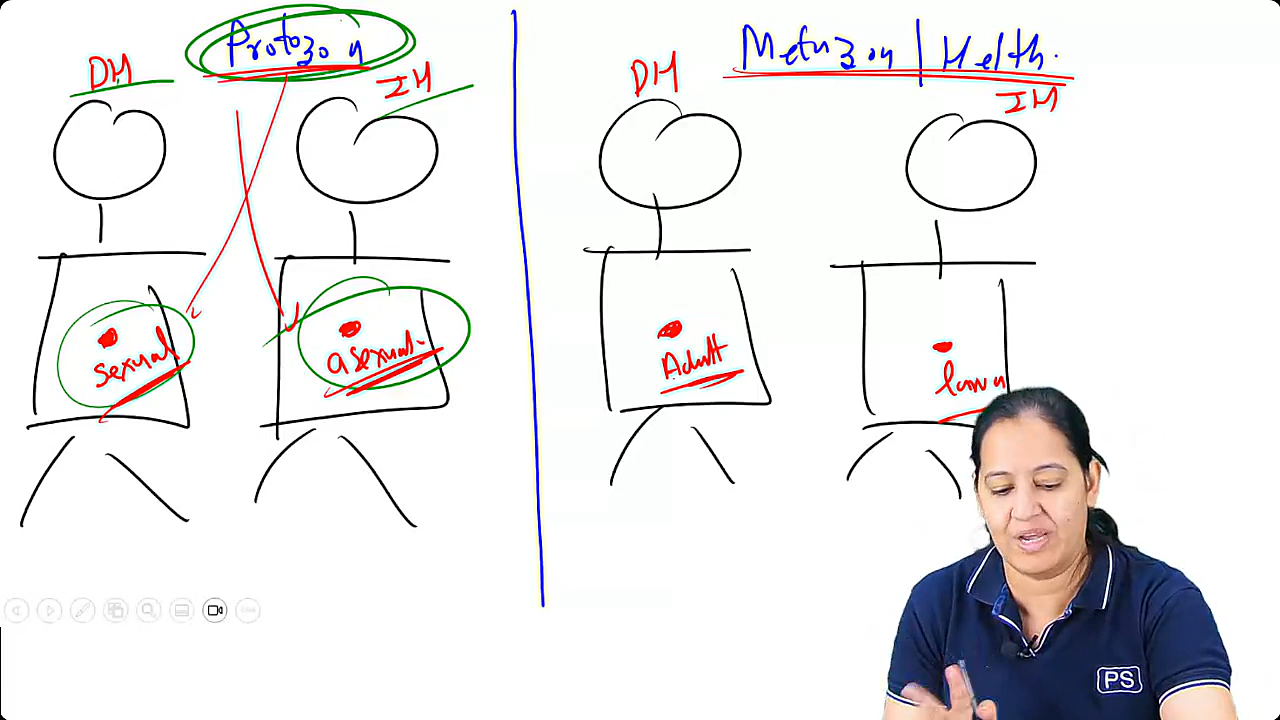 Protozoa
DH
IH
sexual
asexual
Metazoa | Helth.
DH
IH
Adult
larva
PS